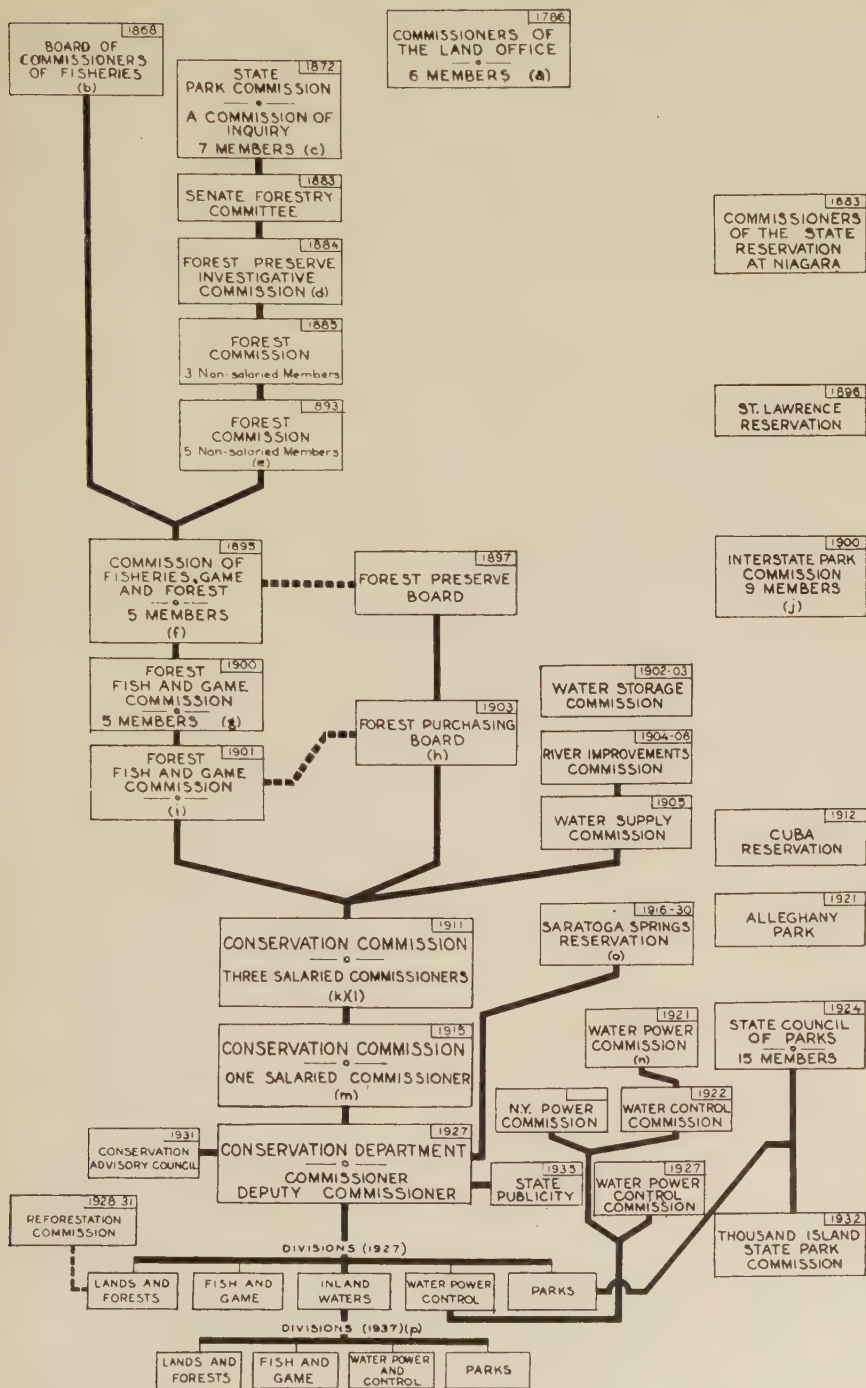 1868
BOARD OF
COMMISSIONERS
OF FISHERIES
(b)
1786
COMMISSIONERS OF
THE LAND OFFICE
6 MEMBERS (a)
1872
STATE
PARK COMMISSION
A COMMISSION OF
INQUIRY
7 MEMBERS (c)
1883
SENATE FORESTRY
COMMITTEE
1883
COMMISSIONERS
OF THE STATE
RESERVATION
AT NIAGARA
1884
FOREST PRESERVE
INVESTIGATIVE
COMMISSION (d)
1885
FOREST
COMMISSION
3 Non-salaried Members
893
FOREST
COMMISSION
5 Non-salaried Members
(e)
1896
ST. LAWRENCE
RESERVATION
1895
COMMISSION OF
FISHERIES, GAME
AND FOREST
5 MEMBERS
(f)
1897
FOREST PRESERVE
BOARD
1900
INTERSTATE PARK
COMMISSION
9 MEMBERS
(j)
1900
FOREST
FISH AND GAME
COMMISSION
5 MEMBERS (g)
1902-03
WATER STORAGE
COMMISSION
1903
FOREST PURCHASING
BOARD
(h)
1904-06
RIVER IMPROVEMENTS
COMMISSION
1901
FOREST
FISH AND GAME
COMMISSION
(i)
1905
WATER SUPPLY
COMMISSION
1912
CUBA
RESERVATION
1911
CONSERVATION COMMISSION
THREE SALARIED COMMISSIONERS
(k)(l)
1916-30
SARATOGA SPRINGS
RESERVATION
(o)
1921
ALLEGHANY
PARK
1915
CONSERVATION COMMISSION
ONE SALARIED COMMISSIONER
(m)
1921
WATER POWER
COMMISSION
(n)
1924
STATE COUNCIL
OF PARKS
15 MEMBERS
N.Y. POWER
COMMISSION
1922
WATER CONTROL
COMMISSION
1931
CONSERVATION
ADVISORY COUNCIL
1927
CONSERVATION DEPARTMENT
COMMISSIONER
DEPUTY COMMISSIONER
1935
STATE
PUBLICITY
1927
WATER POWER
CONTROL
COMMISSION
1928-31
REFORESTATION
COMMISSION
1932
THOUSAND ISLAND
STATE PARK
COMMISSION
DIVISIONS (1927)
LANDS AND
FORESTS
FISH AND
GAME
INLAND
WATERS
WATER POWER
CONTROL
PARKS
DIVISIONS (1937)(p)
LANDS AND
FORESTS
FISH AND
GAME
WATER POWER
AND
CONTROL
PARKS